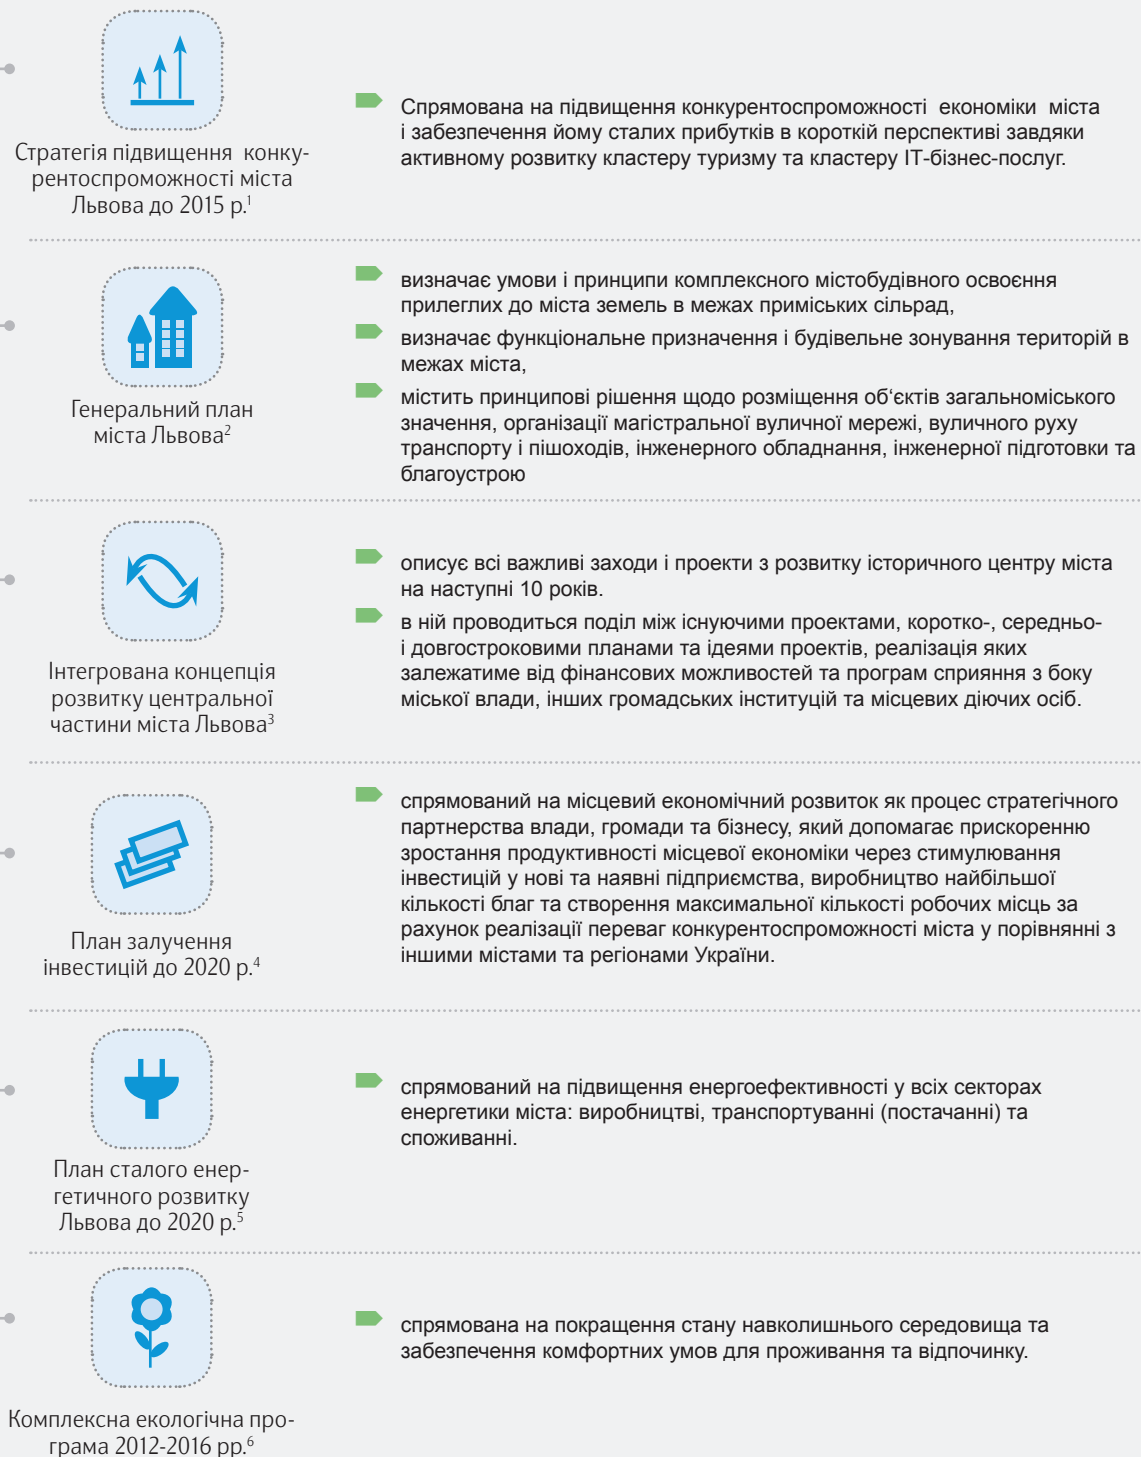 Стратегія підвищення конку-
рентоспроможності міста
Львова до 2015 р.1
Спрямована на підвищення конкурентоспроможності економіки міста
і забезпечення йому сталих прибутків в короткій перспективі завдяки
активному розвитку кластеру туризму та кластеру ІТ-бізнес-послуг.
Генеральний план
міста Львова2
визначає умови і принципи комплексного містобудівного освоєння
прилеглих до міста земель в межах приміських сільрад,
визначає функціональне призначення і будівельне зонування територій в
межах міста,
містить принципові рішення щодо розміщення об‘єктів загальноміського
значення, організації магістральної вуличної мережі, вуличного руху
транспорту і пішоходів, інженерного обладнання, інженерної підготовки та
благоустрою
Інтегрована концепція
розвитку центральної
частини міста Львова3
описує всі важливі заходи і проекти з розвитку історичного центру міста
на наступні 10 років.
в ній проводиться поділ між існуючими проектами, коротко-, середньо-
і довгостроковими планами та ідеями проектів, реалізація яких
залежатиме від фінансових можливостей та програм сприяння з боку
міської влади, інших громадських інституцій та місцевих діючих осіб.
План залучення
інвестицій до 2020 р.4
спрямований на місцевий економічний розвиток як процес стратегічного
партнерства влади, громади та бізнесу, який допомагає прискоренню
зростання продуктивності місцевої економіки через стимулювання
інвестицій у нові та наявні підприємства, виробництво найбільшої
кількості благ та створення максимальної кількості робочих місць за
рахунок реалізації переваг конкурентоспроможності міста у порівнянні з
іншими містами та регіонами України.
План сталого енер-
гетичного розвитку
Львова до 2020 р.5
спрямований на підвищення енергоефективності у всіх секторах
енергетики міста: виробництві, транспортуванні (постачанні) та
споживанні.
Комплексна екологічна про-
грама 2012-2016 рр.6
спрямована на покращення стану навколишнього середовища та
забезпечення комфортних умов для проживання та відпочинку.